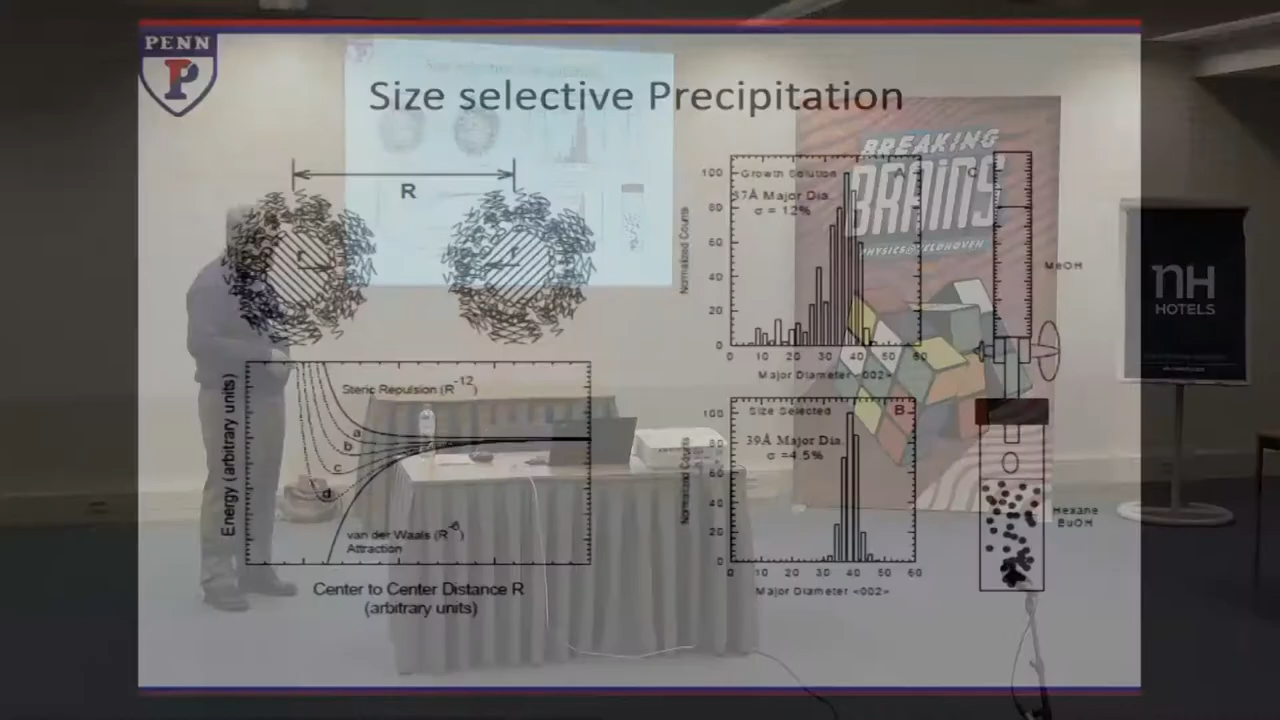 PENN
P
Size selective Precipitation
R
r
r
Energy (arbitrary units)
Steric Repulsion (R-12)
a
b
c
d
van der Waals (R-6)
Attraction
Center to Center Distance R
(arbitrary units)
Normalized Counts
100
80
60
40
20
0
Growth Solution
A
37Å Major Dia.
σ = 12%
0 10 20 30 40 50 60
Major Diameter <002>
Normalized Counts
100
80
60
40
20
0
Size Selected
B
39Å Major Dia.
σ =4.5%
0 10 20 30 40 50 60
Major Diameter <002>
C
MeOH
Hexane
BuOH
BREAKING
BRAINS
PHYSICS@VELDHOVEN
nH
HOTELS